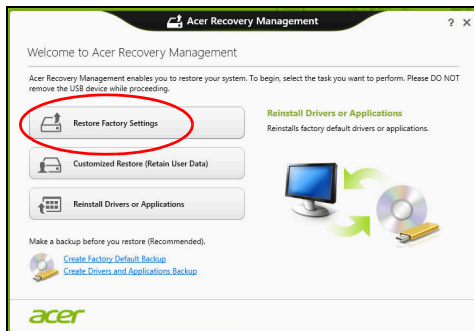 Acer Recovery Management
? X
Welcome to Acer Recovery Management
Acer Recovery Management enables you to restore your system. To begin, select the task you want to perform. Please DO NOT
remove the USB device while proceeding.
Restore Factory Settings
Reinstall Drivers or Applications
Reinstalls factory default drivers or applications.
Customized Restore (Retain User Data)
Reinstall Drivers or Applications
Make a backup before you restore (Recommended).
Create Factory Default Backup
Create Drivers and Applications Backup
acer